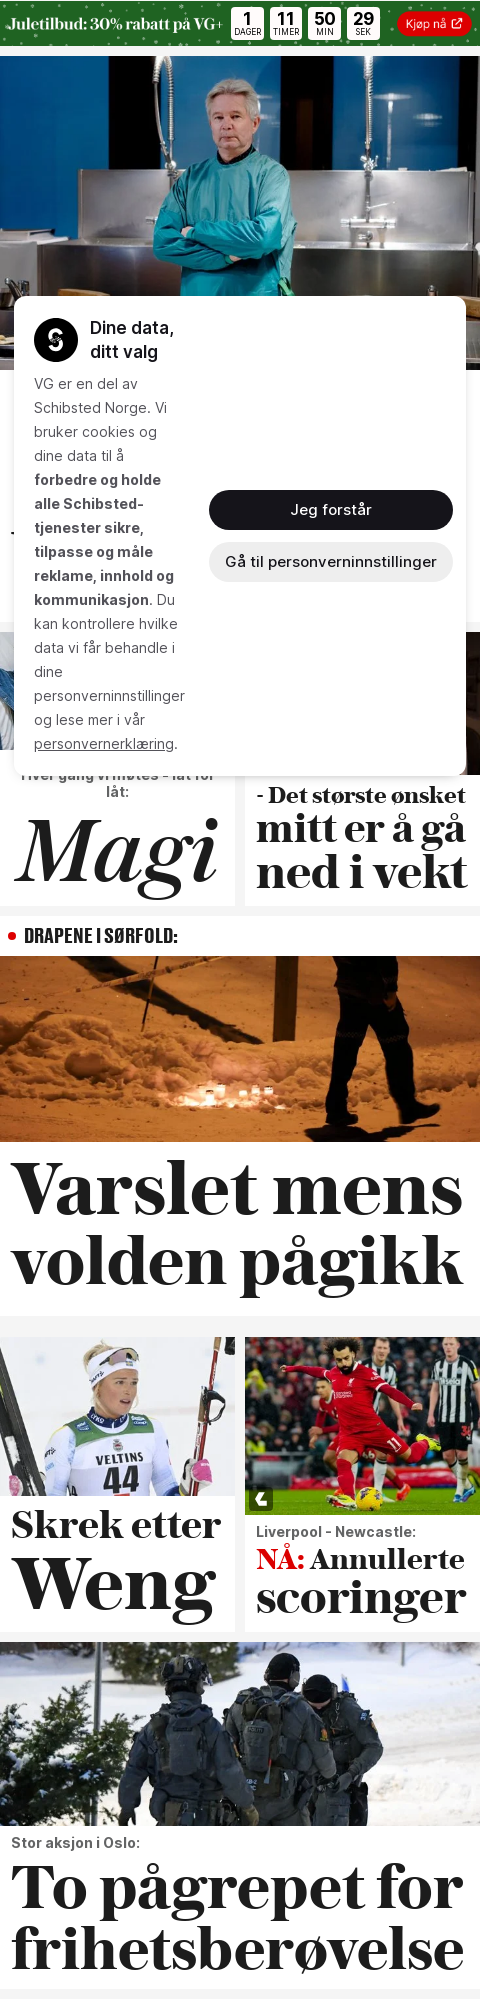 Juletilbud: 30% rabatt på VG+
1 11 50 29
DAGER TIMER MIN SEK
Kjøp nå
Dine data,
ditt valg
VG er en del av
Schibsted Norge. Vi
bruker cookies og
dine data til å
forbedre og holde
alle Schibsted-
tjenester sikre,
tilpasse og måle
reklame, innhold og
kommunikasjon. Du
kan kontrollere hvilke
data vi får behandle i
dine
personverninnstillinger
og lese mer i vår
personvernerklæring.
Jeg forstår
Gå til personverninnstillinger
låt:
Magi
- Det største ønsket
mitt er å gå
ned i vekt
DRAPENE I SØRFOLD:
Varslet mens
volden pågikk
VELTINS
44
Skrek etter
Weng
11
Liverpool - Newcastle:
NÅ: Annullerte
scoringer
Stor aksjon i Oslo:
To pågrepet for
frihetsberøvelse